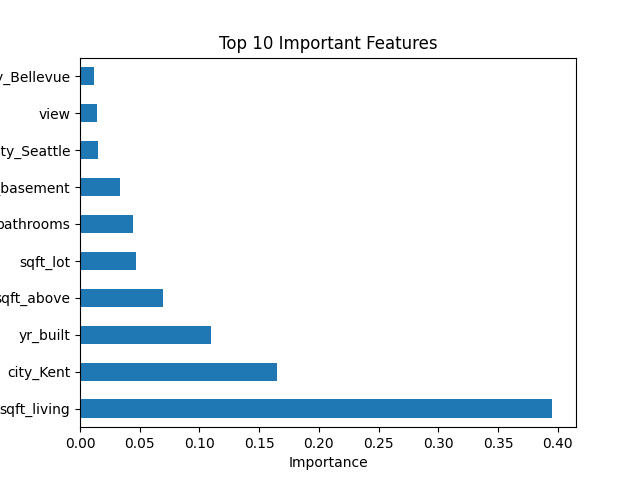 Top 10 Important Features
y_Bellevue
view
ty_Seattle
basement
bathrooms
sqft_lot
sqft_above
yr_built
city_Kent
sqft_living
0.00 0.05 0.10 0.15 0.20 0.25 0.30 0.35 0.40
Importance